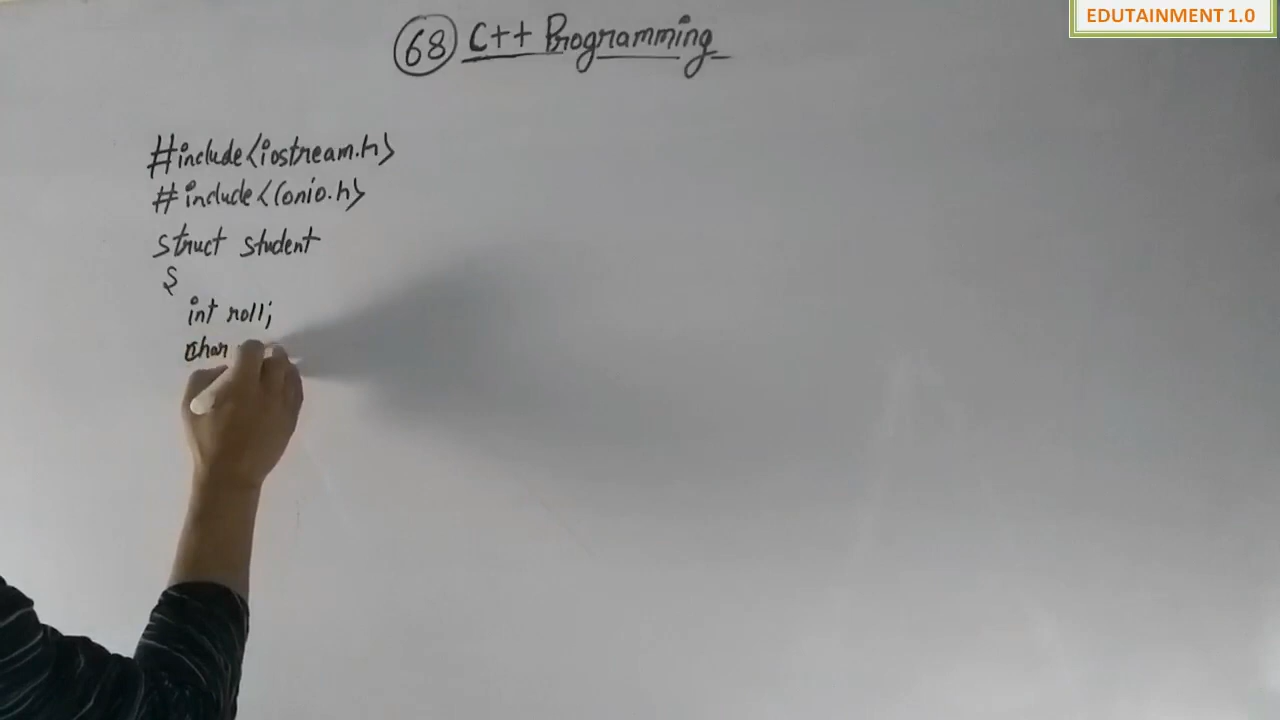 EDUTAINMENT 1.0
68 C++ Programming
#include<iostream.h>
#include<conio.h>
struct student
{
int roll;
char